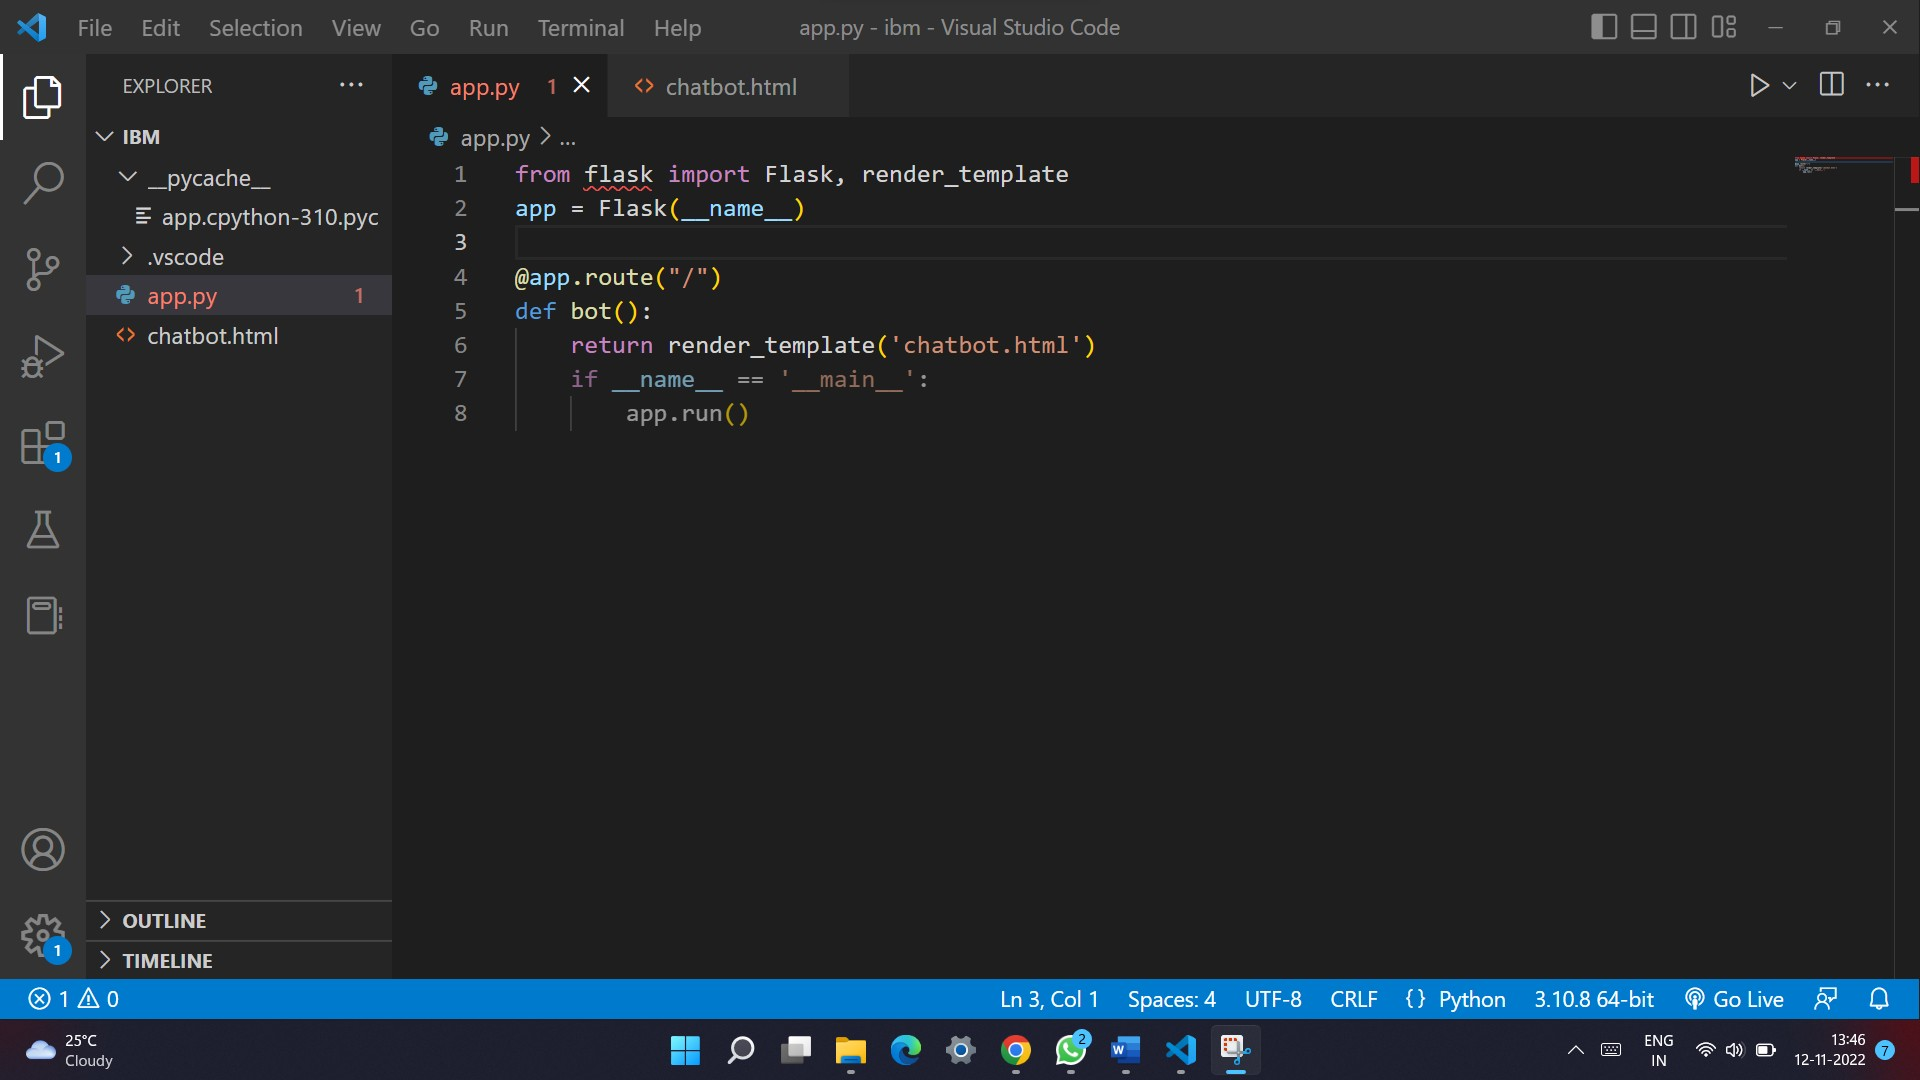 File Edit Selection View Go Run Terminal Help
app.py - ibm - Visual Studio Code
EXPLORER ...
IBM
__pycache__
app.cpython-310.pyc
.vscode
app.py 1
chatbot.html
OUTLINE
TIMELINE
app.py 1
chatbot.html
app.py > ...
1 from flask import Flask, render_template
2 app = Flask(__name__)
3
4 @app.route("/")
5 def bot():
6     return render_template('chatbot.html')
7     if __name__ == '__main__':
8         app.run()
1
1
1 0
Ln 3, Col 1 Spaces: 4 UTF-8 CRLF {} Python 3.10.8 64-bit Go Live
25°C
Cloudy
2
W
ENG
IN
13:46
12-11-2022
7